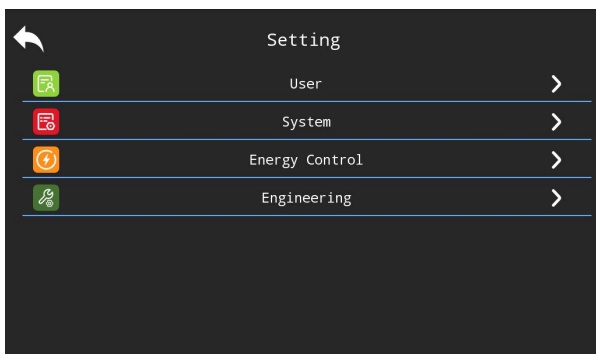 Setting
User
System
Energy Control
Engineering